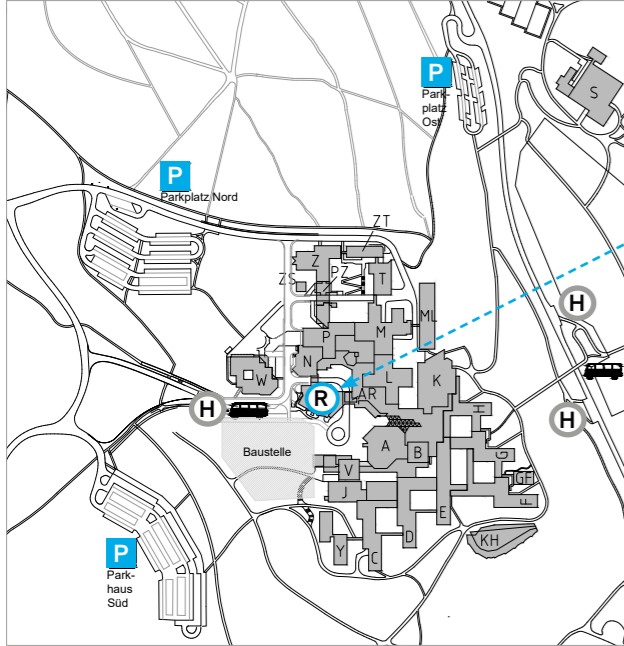 P
Park-
platz
Ost
S
P
Parkplatz Nord
ZT
Z
PZ
ZS
T
H
ML
M
P
N
L
K
W
R
AR
H
H
H
A
B
Baustelle
G
V
GF
J
F
E
D
KH
Y
C
P
Park-
haus
Süd